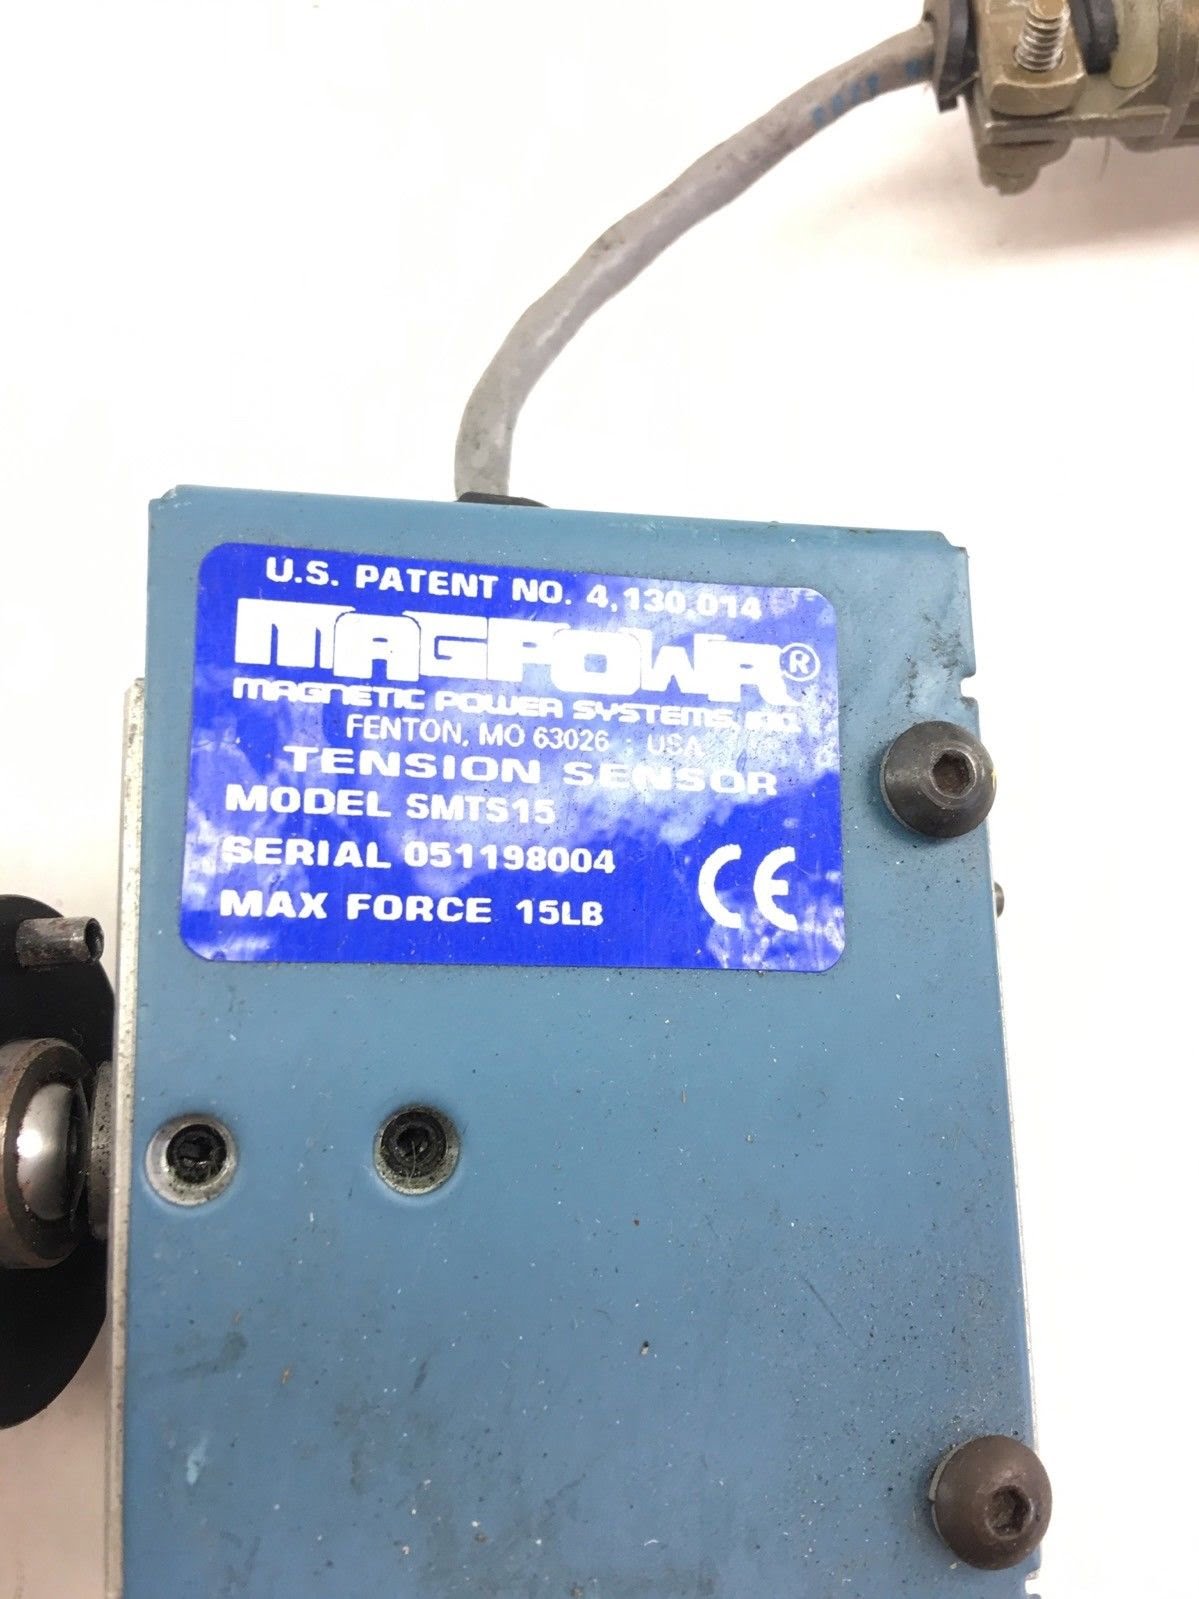 U.S. PATENT NO. 4,130,014
MAGPOWR®
MAGNETIC POWER SYSTEMS, INC.
FENTON, MO 63026 USA
TENSION SENSOR
MODEL SMTS15
SERIAL 051198004
MAX FORCE 15LB
CE